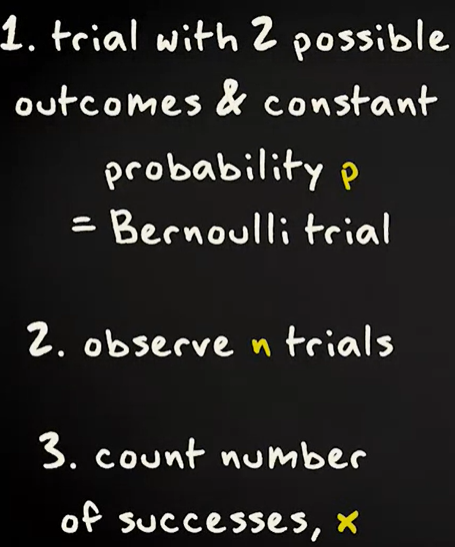 1. trial with 2 possible
outcomes & constant
probability p
= Bernoulli trial
2. observe n trials
3. count number
of successes, x